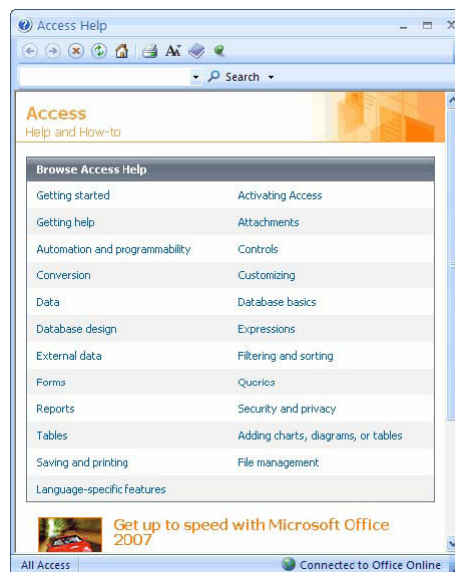 Access Help
Search
Access
Help and How-to
Browse Access Help
Getting started
Activating Access
Getting help
Attachments
Automation and programmability
Controls
Conversion
Customizing
Data
Database basics
Database design
Expressions
External data
Filtering and sorting
Forms
Queries
Reports
Security and privacy
Tables
Adding charts, diagrams, or tables
Saving and printing
File management
Language-specific features
Get up to speed with Microsoft Office
2007
All Access
Connected to Office Online